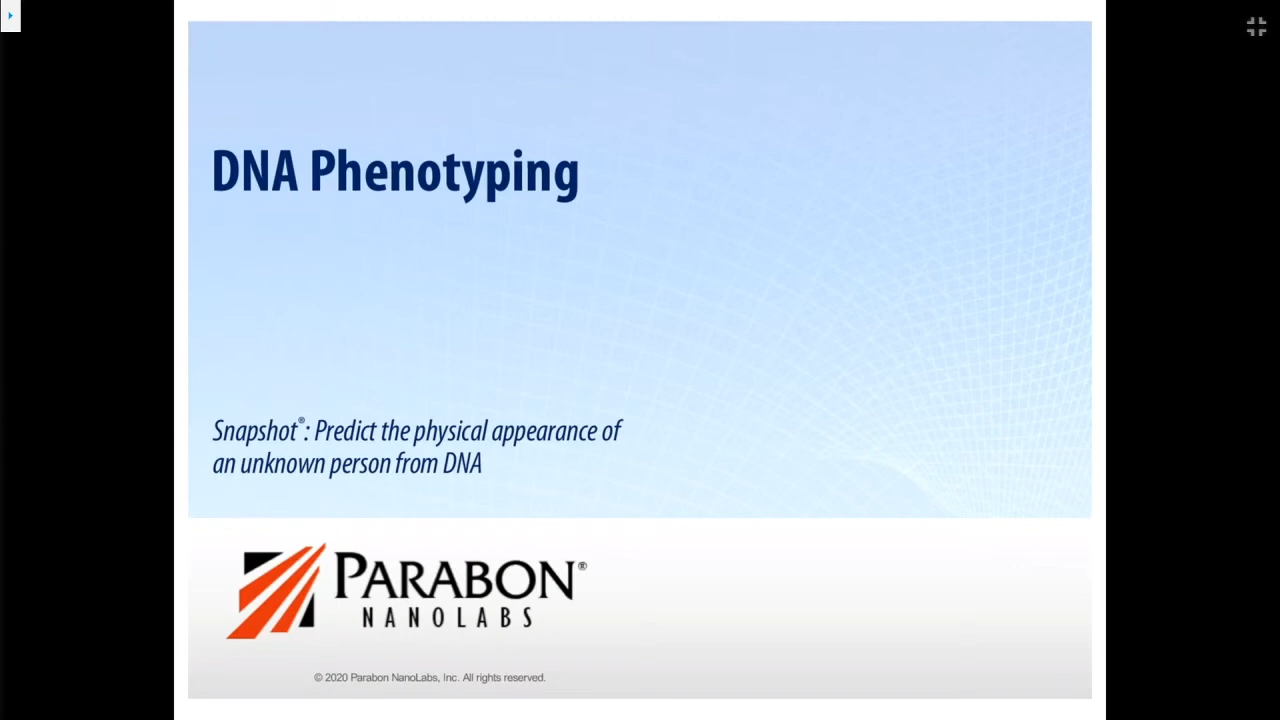 DNA Phenotyping
Snapshot®: Predict the physical appearance of
an unknown person from DNA
PARABON®
NANOLABS
© 2020 Parabon NanoLabs, Inc. All rights reserved.